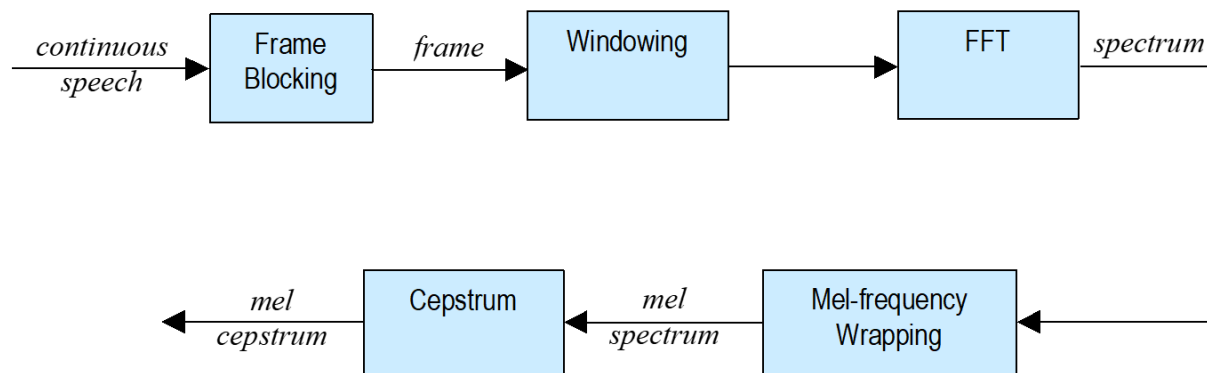 continuous
speech
Frame
Blocking
frame
Windowing
FFT
spectrum
mel
cepstrum
Cepstrum
mel
spectrum
Mel-frequency
Wrapping